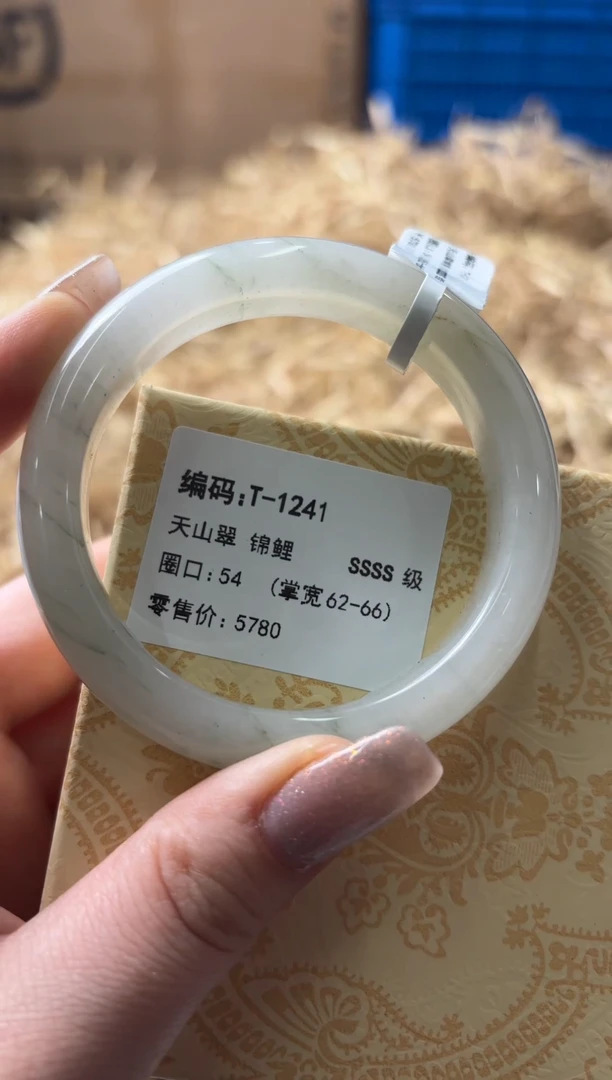 编码:T-1241
天山翠 锦鲤 SSSS 级
圈口:54 (掌宽62-66)
零售价:5780